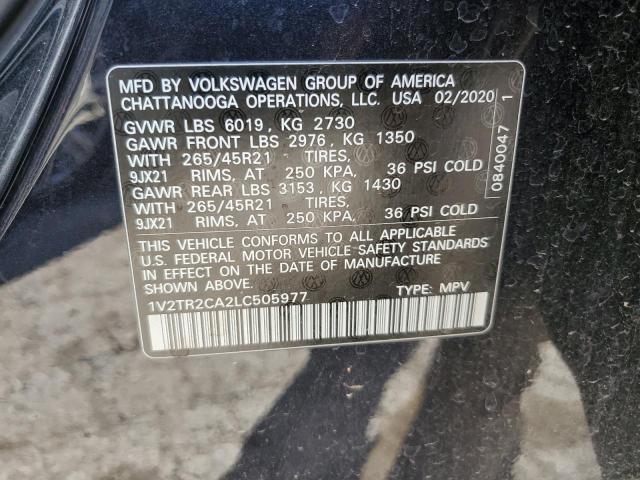 MFD BY VOLKSWAGEN GROUP OF AMERICA
CHATTANOOGA OPERATIONS, LLC. USA 02/2020
GVWR LBS 6019, KG 2730
GAWR FRONT LBS 2976, KG 1350
WITH 265/45R21 TIRES,
9JX21 RIMS, AT 250 KPA, 36 PSI COLD
GAWR REAR LBS 3153, KG 1430
WITH 265/45R21 TIRES,
9JX21 RIMS, AT 250 KPA, 36 PSI COLD
THIS VEHICLE CONFORMS TO ALL APPLICABLE
U.S. FEDERAL MOTOR VEHICLE SAFETY STANDARDS
IN EFFECT ON THE DATE OF MANUFACTURE
SHOWN ABOVE.
1V2TR2CA2LC505977 TYPE: MPV
0840047 1